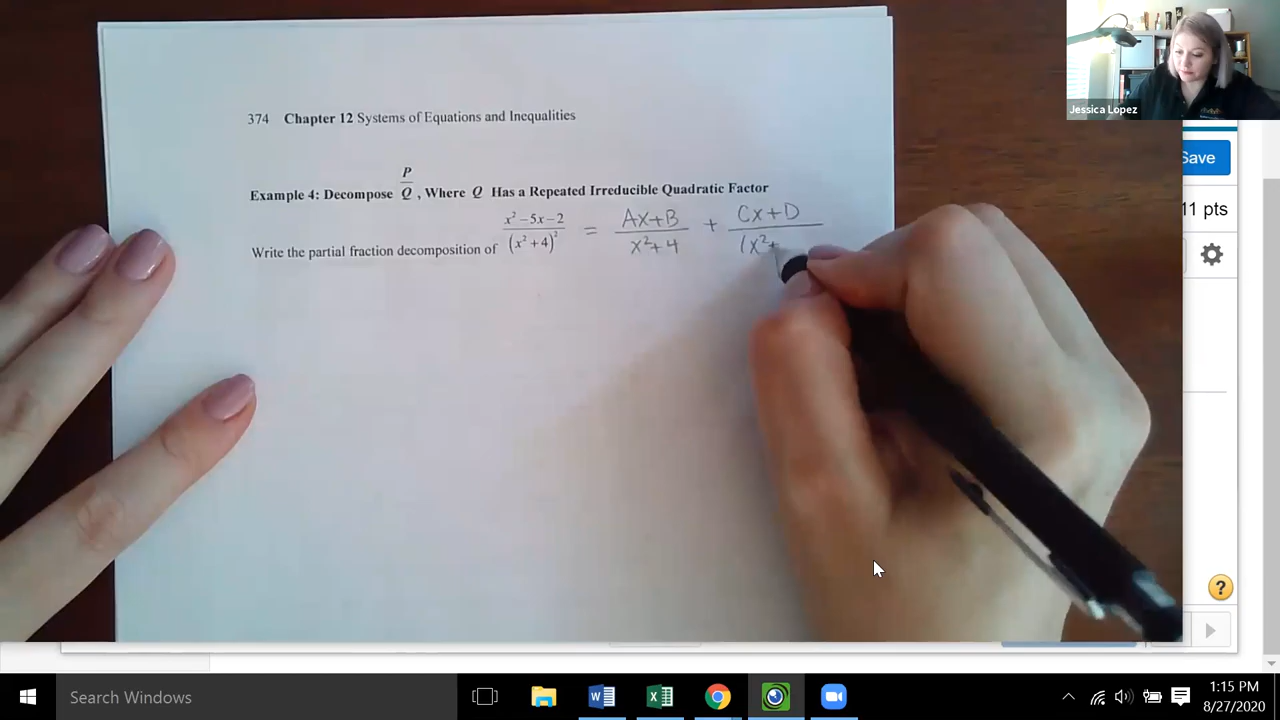 Jessica Lopez
374 Chapter 12 Systems of Equations and Inequalities
Example 4: Decompose P/Q, Where Q Has a Repeated Irreducible Quadratic Factor
Write the partial fraction decomposition of (x²-5x-2)/(x²+4)² = (Ax+B)/(x²+4) + (Cx+D)/(x²+
Save
11 pts
?
Search Windows
1:15 PM
8/27/2020